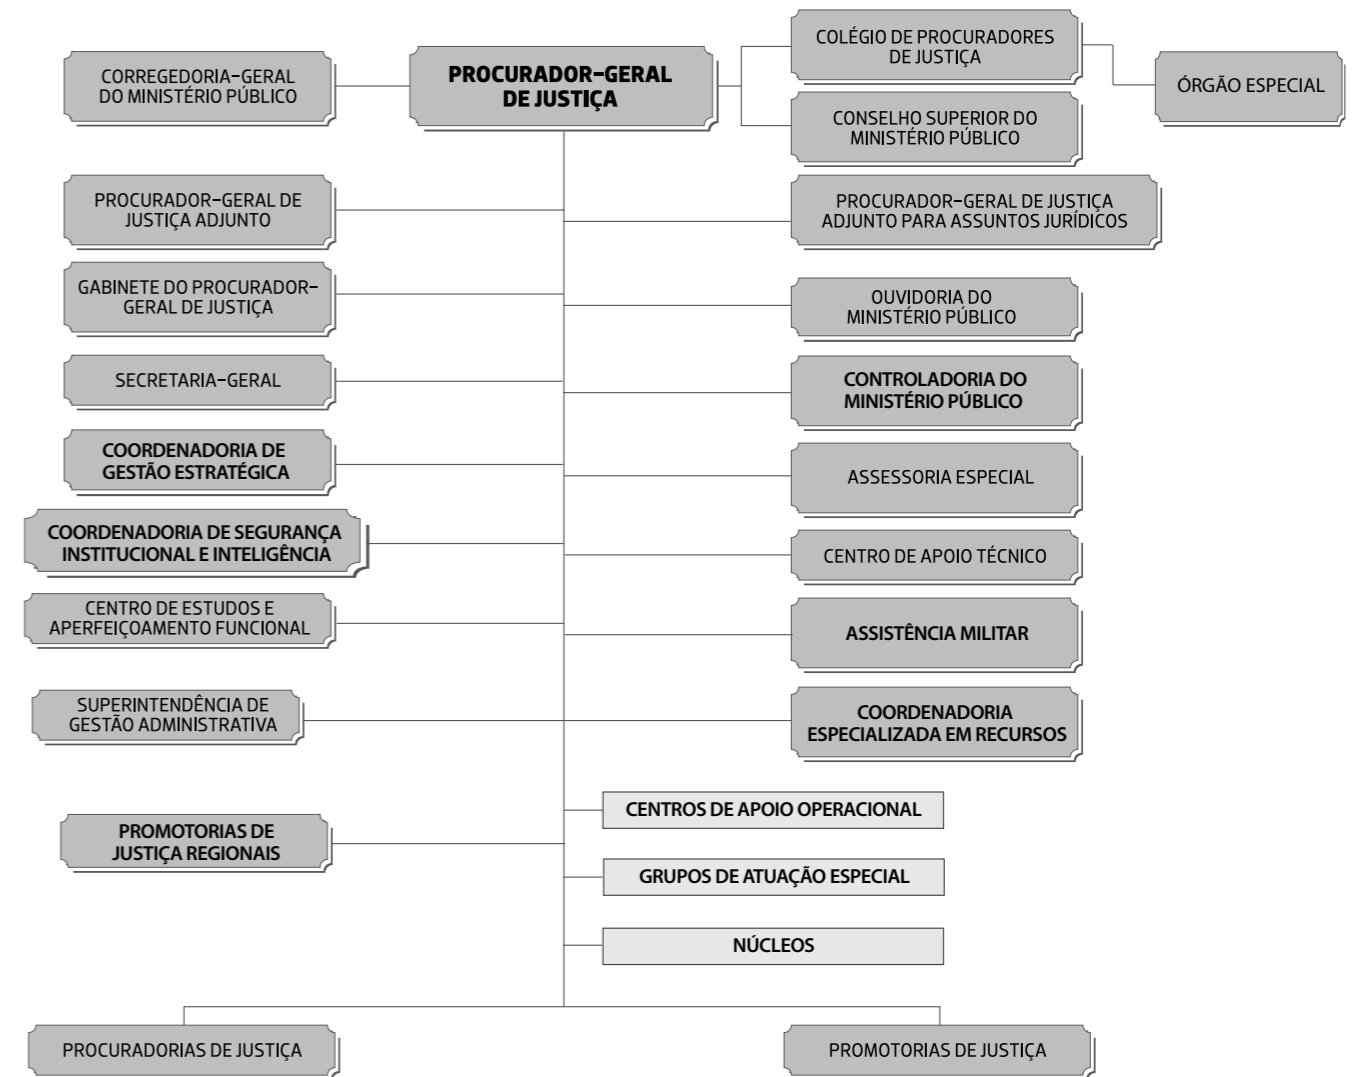 CORREGEDORIA-GERAL
DO MINISTÉRIO PÚBLICO
PROCURADOR-GERAL
DE JUSTIÇA
COLÉGIO DE PROCURADORES
DE JUSTIÇA
ÓRGÃO ESPECIAL
CONSELHO SUPERIOR DO
MINISTÉRIO PÚBLICO
PROCURADOR-GERAL DE
JUSTIÇA ADJUNTO
PROCURADOR-GERAL DE JUSTIÇA
ADJUNTO PARA ASSUNTOS JURÍDICOS
GABINETE DO PROCURADOR-
GERAL DE JUSTIÇA
OUVIDORIA DO
MINISTÉRIO PÚBLICO
SECRETARIA-GERAL
CONTROLADORIA DO
MINISTÉRIO PÚBLICO
COORDENADORIA DE
GESTÃO ESTRATÉGICA
ASSESSORIA ESPECIAL
COORDENADORIA DE SEGURANÇA
INSTITUCIONAL E INTELIGÊNCIA
CENTRO DE APOIO TÉCNICO
CENTRO DE ESTUDOS E
APERFEIÇOAMENTO FUNCIONAL
ASSISTÊNCIA MILITAR
SUPERINTENDÊNCIA DE
GESTÃO ADMINISTRATIVA
COORDENADORIA
ESPECIALIZADA EM RECURSOS
CENTROS DE APOIO OPERACIONAL
PROMOTORIAS DE
JUSTIÇA REGIONAIS
GRUPOS DE ATUAÇÃO ESPECIAL
NÚCLEOS
PROCURADORIAS DE JUSTIÇA
PROMOTORIAS DE JUSTIÇA